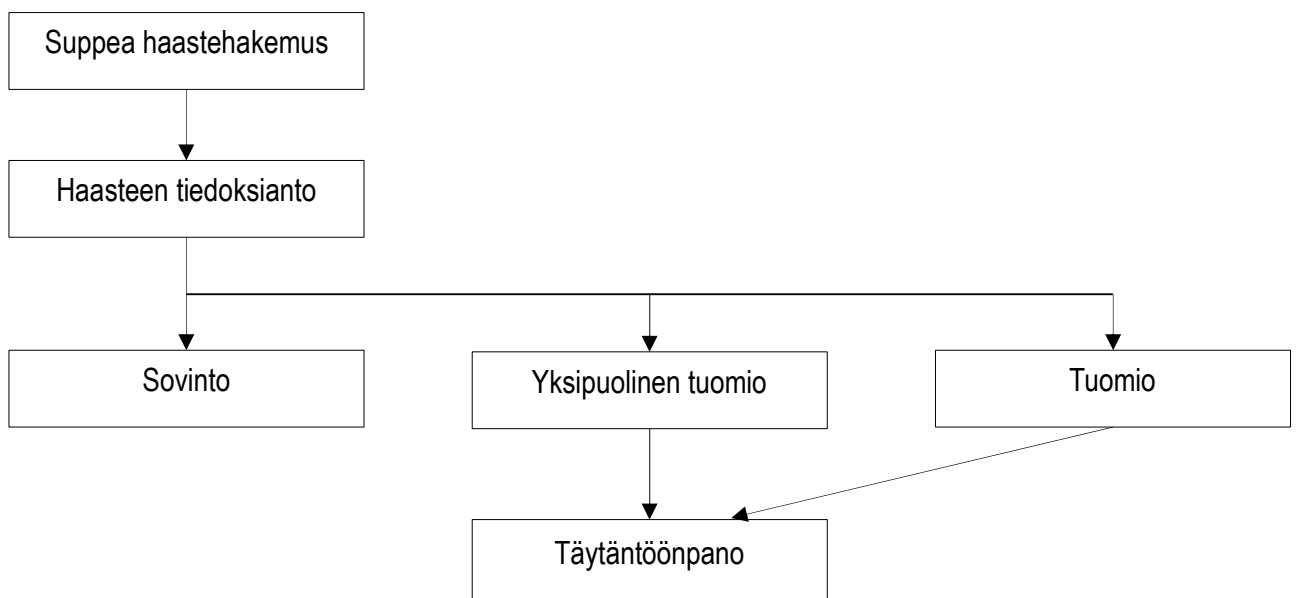 Suppea haastehakemus
Haasteen tiedoksianto
Sovinto
Yksipuolinen tuomio
Tuomio
Täytäntöönpano